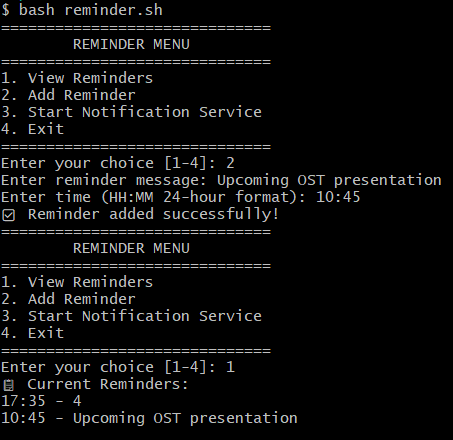 $ bash reminder.sh
==============================
        REMINDER MENU
==============================
1. View Reminders
2. Add Reminder
3. Start Notification Service
4. Exit
==============================
Enter your choice [1-4]: 2
Enter reminder message: Upcoming OST presentation
Enter time (HH:MM 24-hour format): 10:45
☑ Reminder added successfully!
==============================
        REMINDER MENU
==============================
1. View Reminders
2. Add Reminder
3. Start Notification Service
4. Exit
==============================
Enter your choice [1-4]: 1
📋 Current Reminders:
17:35 - 4
10:45 - Upcoming OST presentation